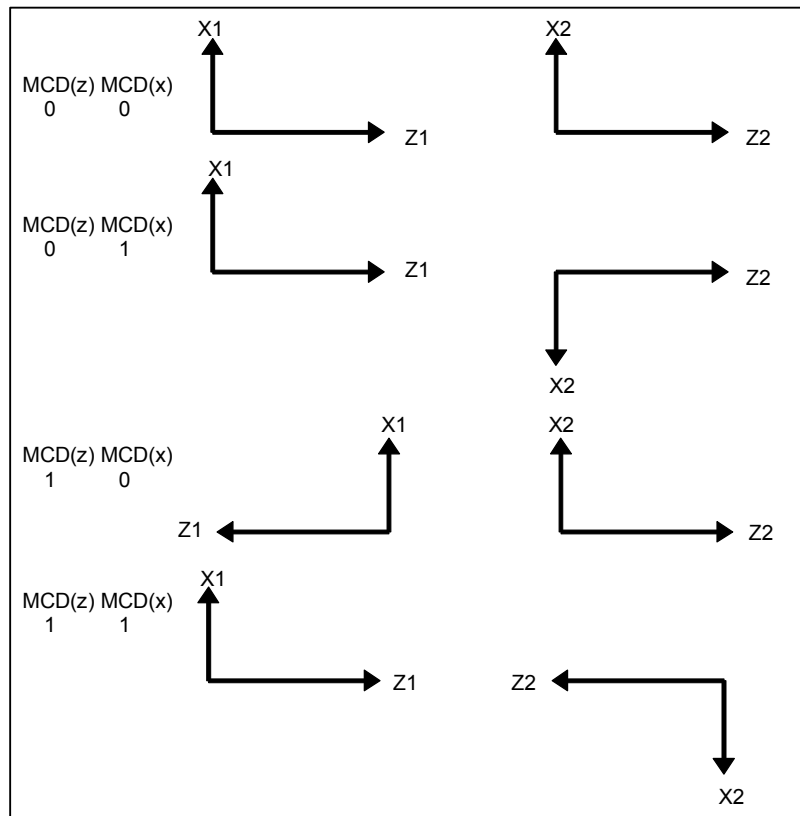 X1 X2
MCD(z) MCD(x)
0 0
Z1 Z2
X1
MCD(z) MCD(x)
0 1
Z1 Z2
X2
X1 X2
MCD(z) MCD(x)
1 0
Z1 Z2
X1
MCD(z) MCD(x)
1 1
Z1 Z2
X2